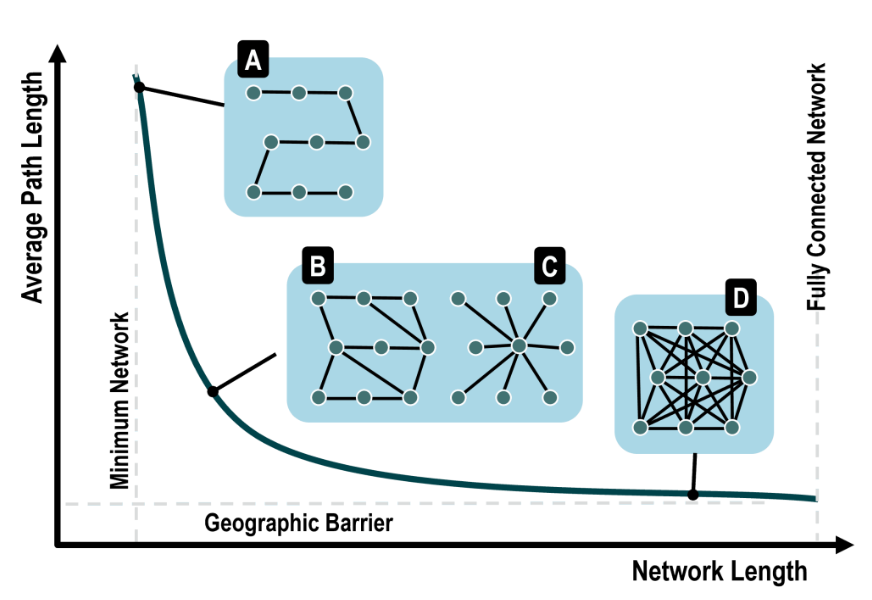 A
Average Path Length
Fully Connected Network
B
C
D
Minimum Network
Geographic Barrier
Network Length